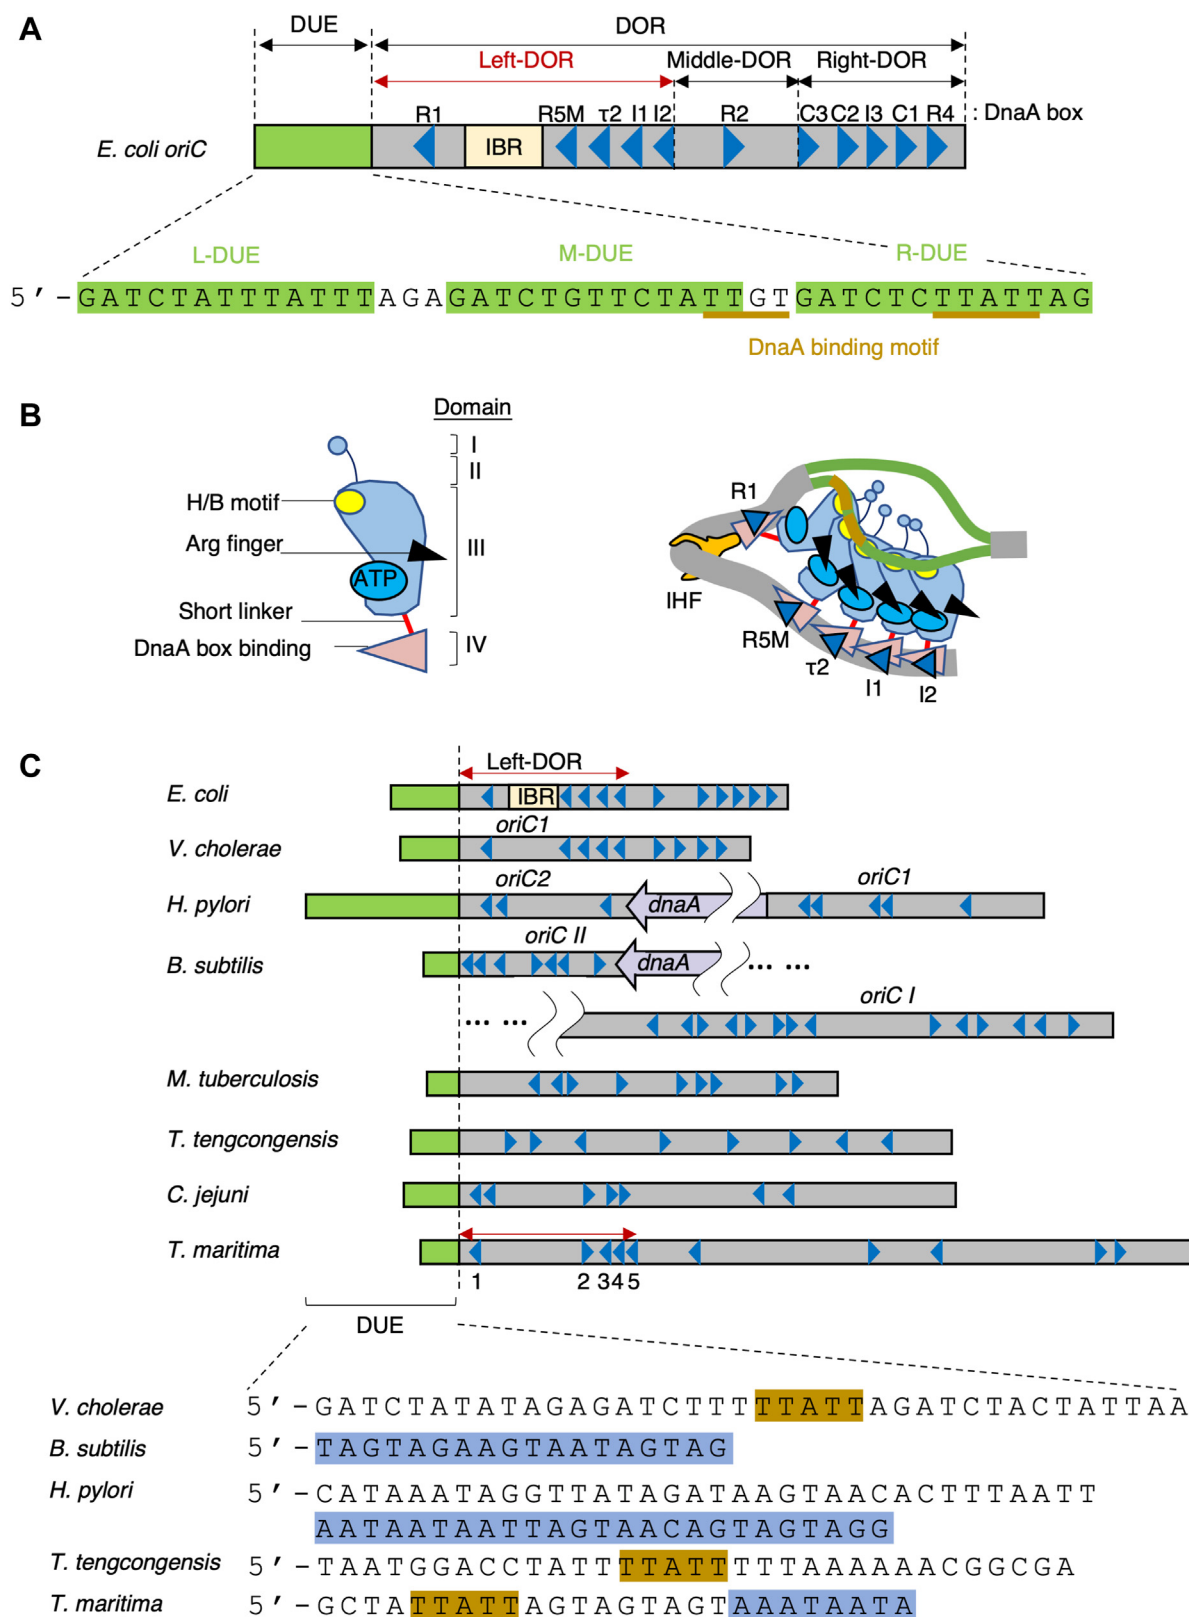 A
DUE
DOR
Left-DOR
Middle-DOR
Right-DOR
R1 R5M τ2 I1 I2 R2 C3 C2 I3 C1 R4 : DnaA box
E. coli oriC
IBR
L-DUE
M-DUE
R-DUE
5′-GATCTATTTATTTAGAGATCTGTTCTATTGTGATCTCTTATTAG
DnaA binding motif
B
Domain
I
II
H/B motif
Arg finger
III
ATP
Short linker
DnaA box binding
IV
R1
IHF
R5M
τ2
I1
I2
C
Left-DOR
E. coli
IBR
oriC1
V. cholerae
oriC2
oriC1
H. pylori
dnaA
oriC II
B. subtilis
dnaA
... ...
oriC I
... ...
M. tuberculosis
T. tengcongensis
C. jejuni
T. maritima
1 2 3 4 5
DUE
V. cholerae 5′-GATCTATATAGAGATCTTTTTATTAGATCTACTATTAA
B. subtilis 5′-TAGTAGAAGTAATAGTAG
H. pylori 5′-CATAAATAGGTTATAGATAAGTAACACTTTAATT
AATAATAATTAGTAACAGTAGTAGG
T. tengcongensis 5′-TAATGGACCTATTTTATTTTTAAAAAACGGCGA
T. maritima 5′-GCTATTATTAGTAGTAGTAAATAATA